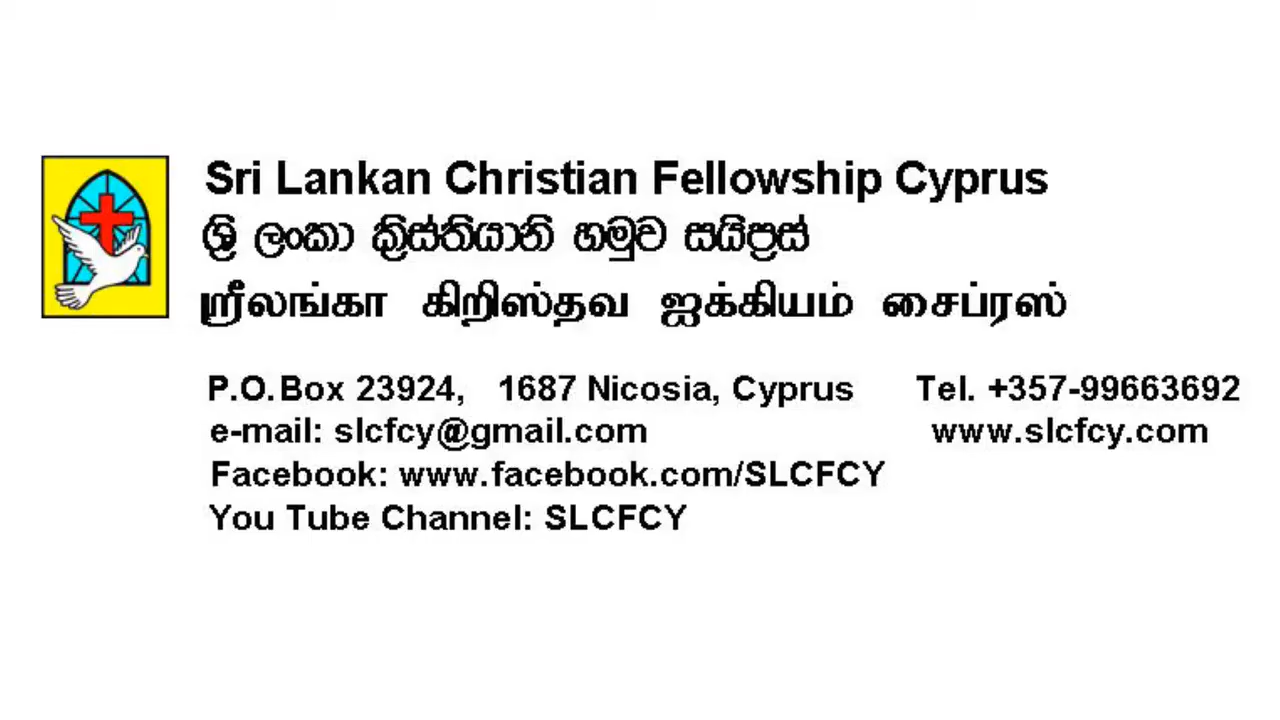 Sri Lankan Christian Fellowship Cyprus
ශ්‍රී ලංකා ක්‍රිස්තියානි හමුව සයිප්‍රස්
ஸ்ரீலங்கா கிறிஸ்தவ ஐக்கியம் சைப்ரஸ்
P.O.Box 23924, 1687 Nicosia, Cyprus Tel. +357-99663692
e-mail: slcfcy@gmail.com www.slcfcy.com
Facebook: www.facebook.com/SLCFCY
You Tube Channel: SLCFCY